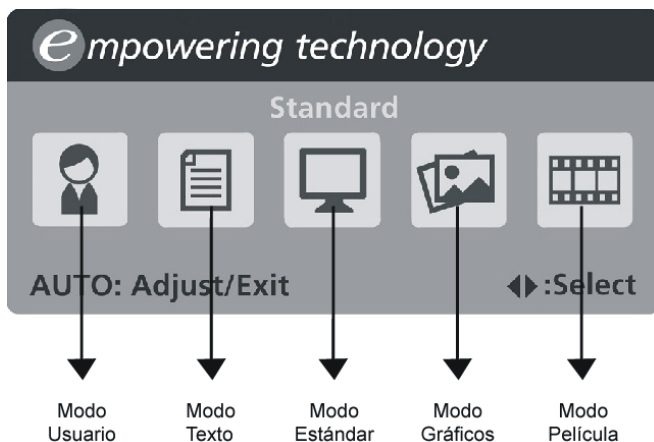 empowering technology
Standard
AUTO: Adjust/Exit
:Select
Modo
Usuario
Modo
Texto
Modo
Estándar
Modo
Gráficos
Modo
Película